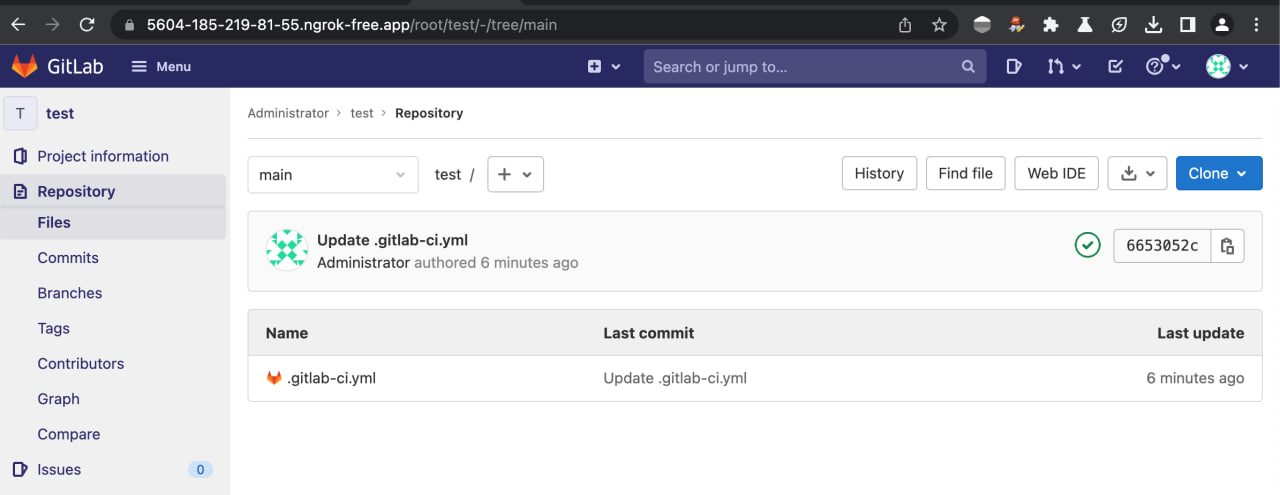 5604-185-219-81-55.ngrok-free.app/root/test/-/tree/main
GitLab Menu Search or jump to...
T test
Project information
Repository
Files
Commits
Branches
Tags
Contributors
Graph
Compare
Issues 0
Administrator > test > Repository
main test / + History Find file Web IDE Clone
Update .gitlab-ci.yml
Administrator authored 6 minutes ago
6653052c
Name Last commit Last update
.gitlab-ci.yml Update .gitlab-ci.yml 6 minutes ago